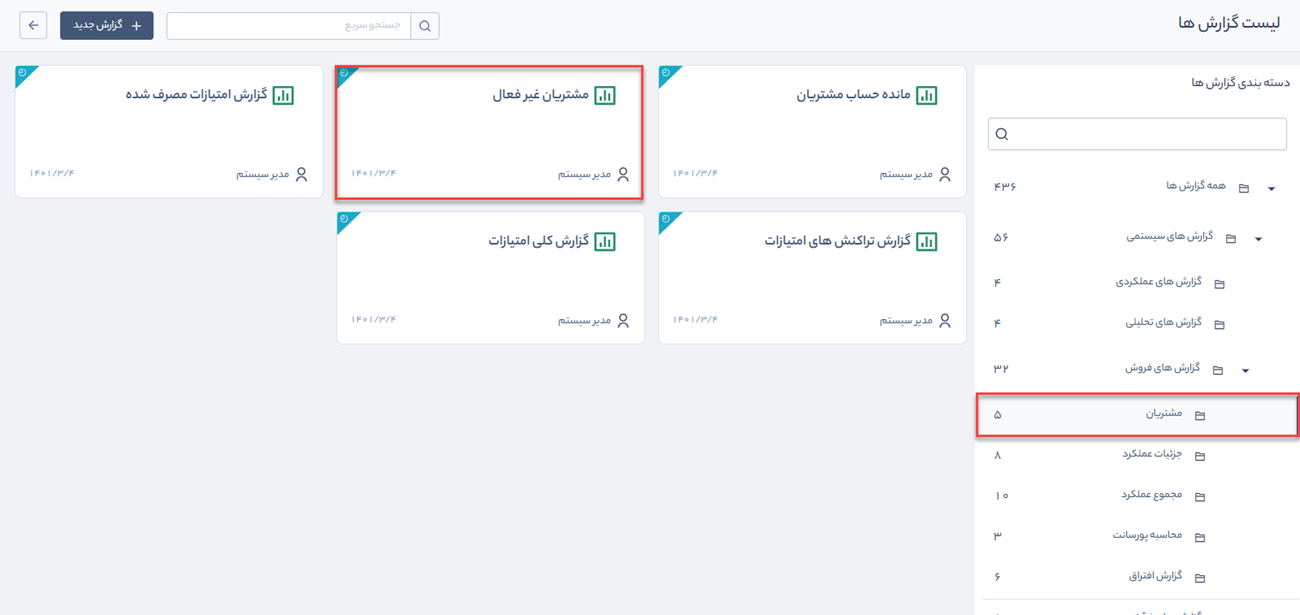 لیست گزارش ها
جستجو سریع
گزارش جدید
دسته بندی گزارش ها
همه گزارش ها ۴۳۶
گزارش های سیستمی ۵۶
گزارش های عملکردی ۴
گزارش های تحلیلی ۴
گزارش های فروش ۳۲
مشتریان ۵
جزئیات عملکرد ۸
مجموع عملکرد ۱۰
محاسبه پورسانت ۳
گزارش افتراق ۶
مانده حساب مشتریان
مدیر سیستم ۱۴۰۱/۳/۴
مشتریان غیر فعال
مدیر سیستم ۱۴۰۱/۳/۴
گزارش امتیازات مصرف شده
مدیر سیستم ۱۴۰۱/۳/۴
گزارش تراکنش های امتیازات
مدیر سیستم ۱۴۰۱/۳/۴
گزارش کلی امتیازات
مدیر سیستم ۱۴۰۱/۳/۴